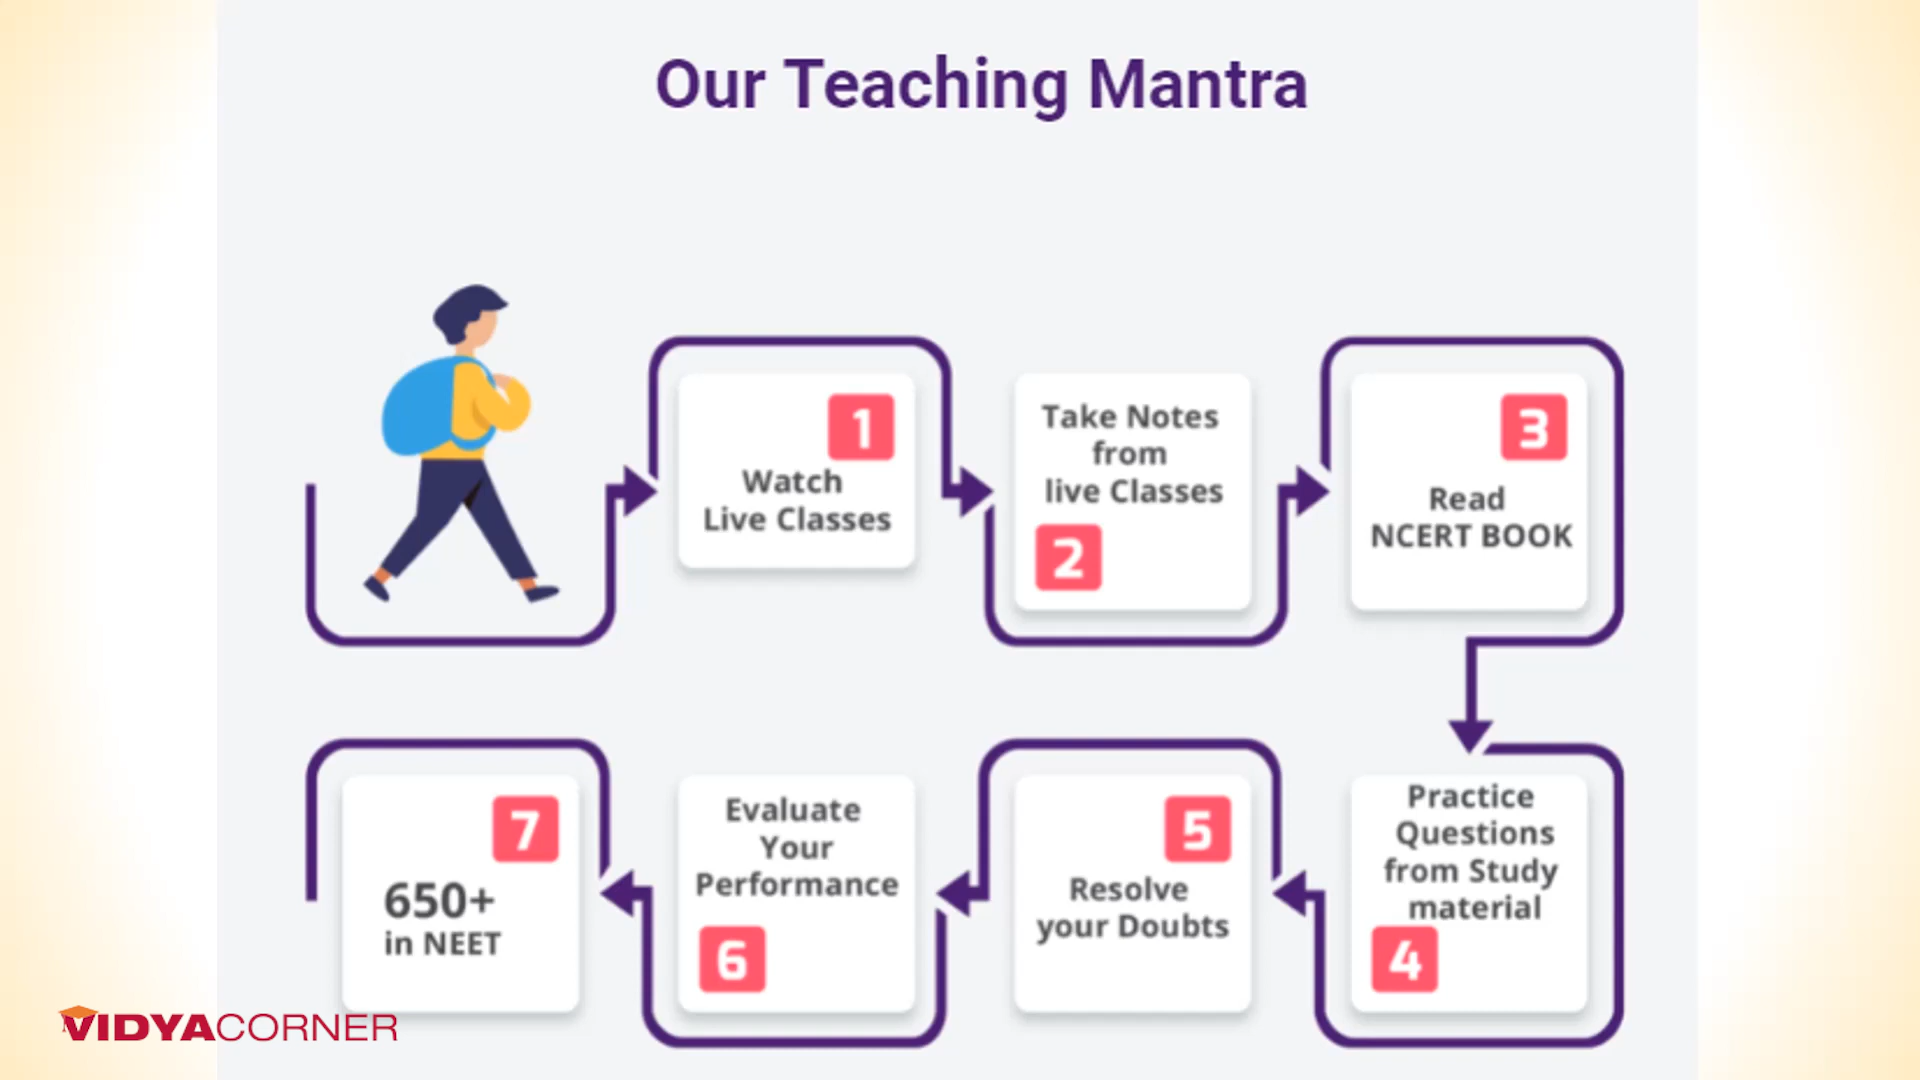 Our Teaching Mantra
1
Watch
Live Classes
Take Notes
from
live Classes
2
3
Read
NCERT BOOK
Practice
Questions
from Study
material
4
5
Resolve
your Doubts
Evaluate
Your
Performance
6
7
650+
in NEET
VIDYACORNER